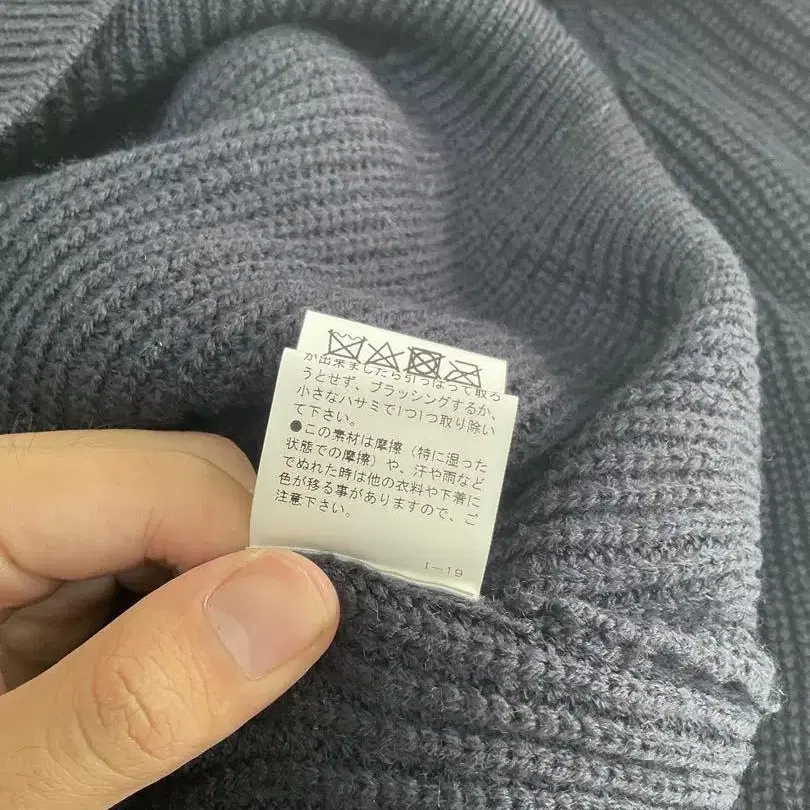 が出来ましたら引っぱって取ろ
うとせず、ブラッシングするか、
小さなハサミで1つ1つ取り除い
て下さい。
●この素材は摩擦（特に湿った
状態での摩擦）や、汗や雨など
でぬれた時は他の衣料や下着に
色が移る事がありますので、ご
注意下さい。
1－19